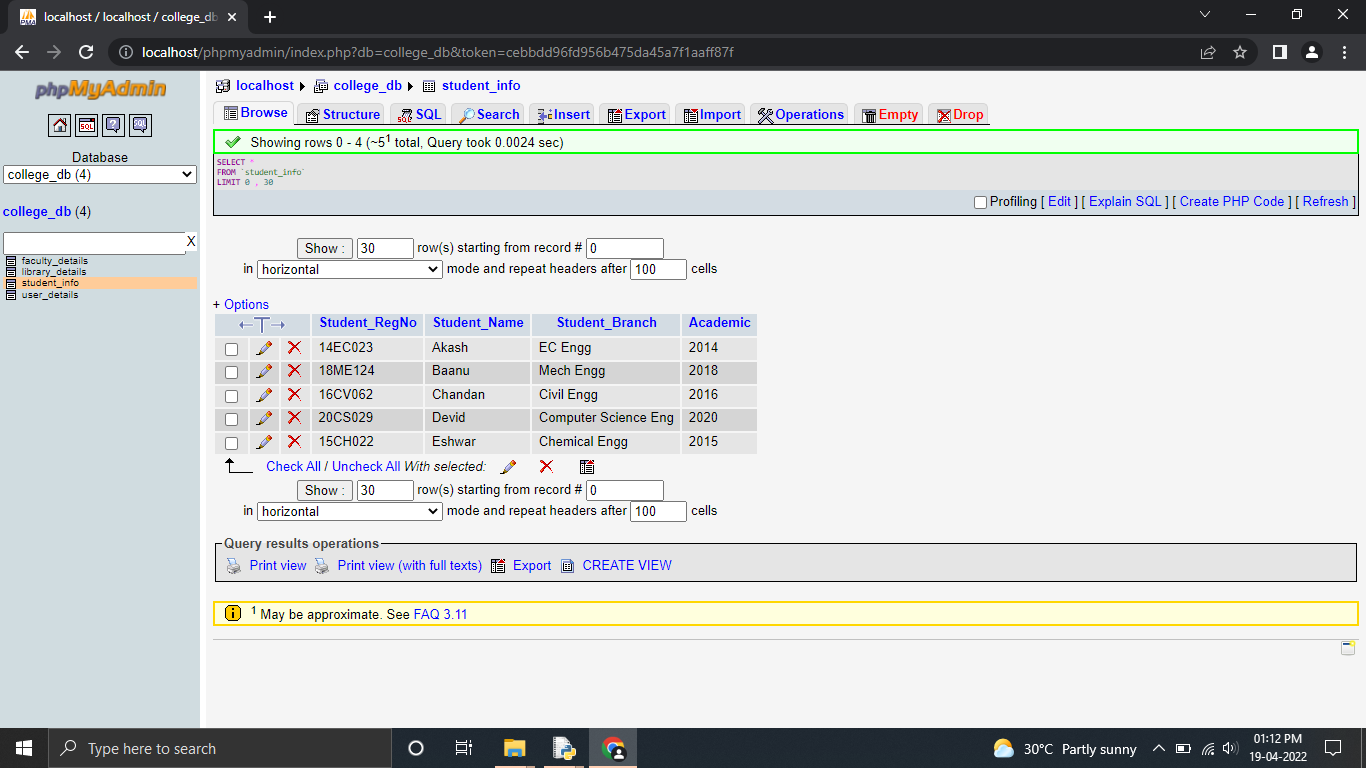 localhost / localhost / college_db
localhost/phpmyadmin/index.php?db=college_db&token=cebbdd96fd956b475da45a7f1aaff87f
phpMyAdmin
SQL
Database
college_db (4)
college_db (4)
X
faculty_details
library_details
student_info
user_details
localhost college_db student_info
Browse Structure SQL Search Insert Export Import Operations Empty Drop
Showing rows 0 - 4 (~5¹ total, Query took 0.0024 sec)
SELECT *
FROM `student_info`
LIMIT 0 , 30
Profiling [ Edit ] [ Explain SQL ] [ Create PHP Code ] [ Refresh ]
Show : 30 row(s) starting from record # 0
in horizontal mode and repeat headers after 100 cells
+ Options
←T→ Student_RegNo Student_Name Student_Branch Academic
14EC023 Akash EC Engg 2014
18ME124 Baanu Mech Engg 2018
16CV062 Chandan Civil Engg 2016
20CS029 Devid Computer Science Eng 2020
15CH022 Eshwar Chemical Engg 2015
Check All / Uncheck All With selected:
Show : 30 row(s) starting from record # 0
in horizontal mode and repeat headers after 100 cells
Query results operations
Print view Print view (with full texts) Export CREATE VIEW
¹ May be approximate. See FAQ 3.11
Type here to search
30°C Partly sunny
01:12 PM
19-04-2022